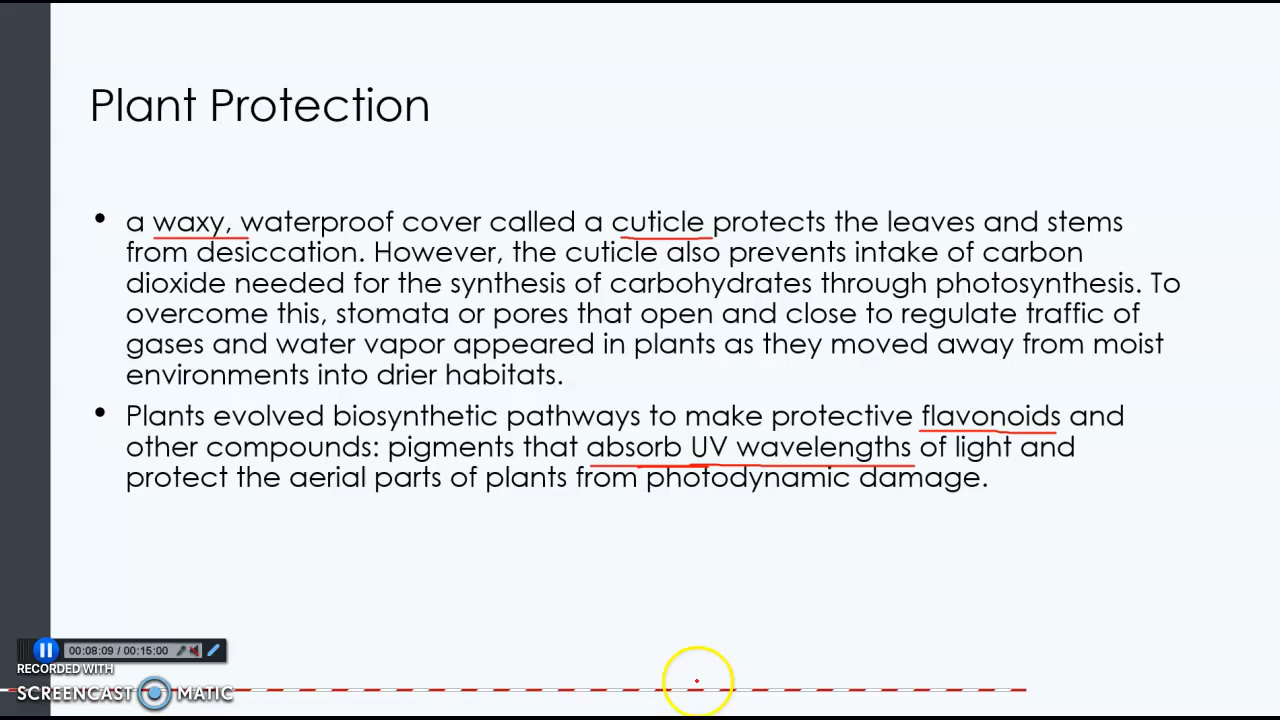 Plant Protection
• a waxy, waterproof cover called a cuticle protects the leaves and stems
from desiccation. However, the cuticle also prevents intake of carbon
dioxide needed for the synthesis of carbohydrates through photosynthesis. To
overcome this, stomata or pores that open and close to regulate traffic of
gases and water vapor appeared in plants as they moved away from moist
environments into drier habitats.
• Plants evolved biosynthetic pathways to make protective flavonoids and
other compounds: pigments that absorb UV wavelengths of light and
protect the aerial parts of plants from photodynamic damage.
00:08:09 / 00:15:00
RECORDED WITH
SCREENCAST MATIC